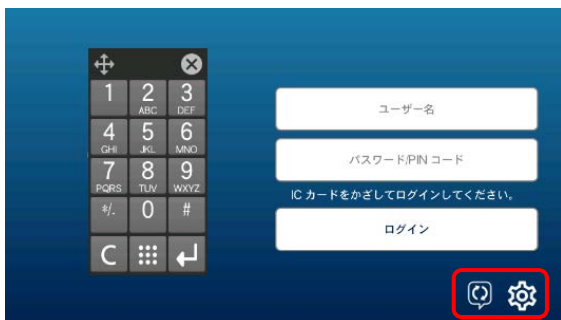 1 2 3
ABC DEF
4 5 6
GHI JKL MNO
7 8 9
PQRS TUV WXYZ
*/. 0 #
C
ユーザー名
パスワード/PIN コード
IC カードをかざしてログインしてください。
ログイン